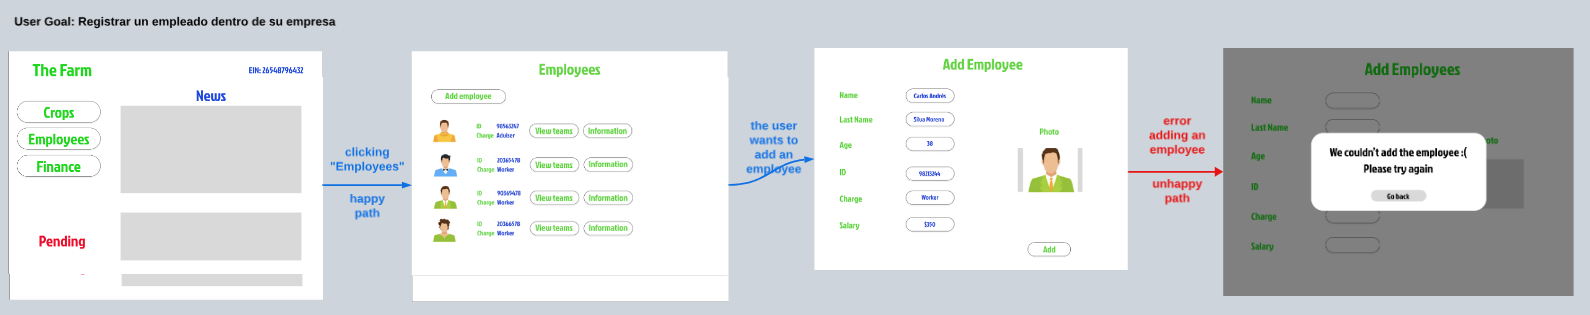 User Goal: Registrar un empleado dentro de su empresa
The Farm
EIN: 26548796432
News
Crops
Employees
Finance
Pending
clicking
"Employees"
happy
path
Employees
Add employee
ID 98965247
Charge Adviser
View teams
Information
ID 20365478
Charge Worker
View teams
Information
ID 90569478
Charge Worker
View teams
Information
ID 20366578
Charge Worker
View teams
Information
the user
wants to
add an
employee
Add Employee
Name Carlos Andrés
Last Name Silva Moreno
Age 38
ID 98233244
Charge Worker
Salary $350
Photo
Add
error
adding an
employee
unhappy
path
Add Employees
Name
Last Name
Age
ID
Charge
Salary
We couldn't add the employee :(
Please try again
Go back